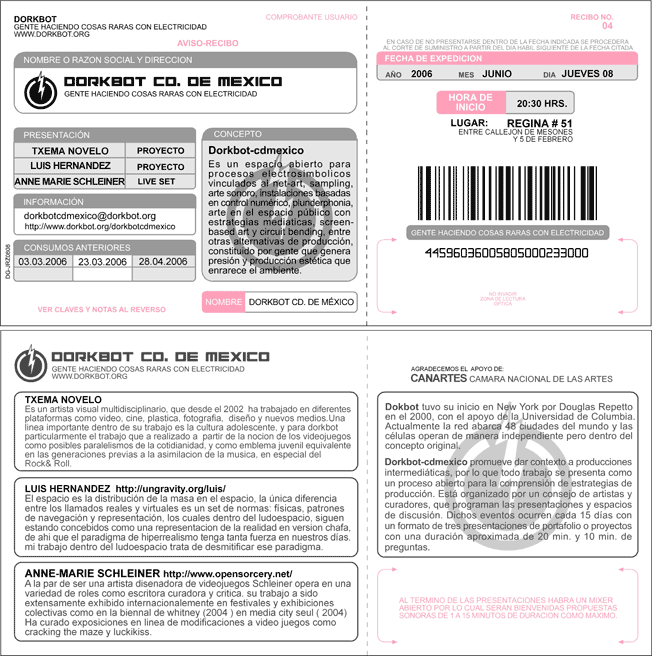 DORKBOT
GENTE HACIENDO COSAS RARAS CON ELECTRICIDAD
WWW.DORKBOT.ORG
COMPROBANTE USUARIO
AVISO-RECIBO
NOMBRE O RAZON SOCIAL Y DIRECCION
DORKBOT CD. DE MEXICO
GENTE HACIENDO COSAS RARAS CON ELECTRICIDAD
PRESENTACIÓN
TXEMA NOVELO PROYECTO
LUIS HERNANDEZ PROYECTO
ANNE MARIE SCHLEINER LIVE SET
INFORMACIÓN
dorkbotcdmexico@dorkbot.org
http://www.dorkbot.org/dorkbotcdmexico
CONSUMOS ANTERIORES
03.03.2006 23.03.2006 28.04.2006
DG-JRZ0606
VER CLAVES Y NOTAS AL REVERSO
CONCEPTO
Dorkbot-cdmexico
Es un espacio abierto para
procesos electrosimbolicos
vinculados al net-art, sampling,
arte sonoro, instalaciones basadas
en control numérico, plunderphonia,
arte en el espacio público,
estrategias mediaticas, screen-
based art y circuit bending, entre
otras alternativas de producción,
constituido por gente que genera
presión y producción estética que
enrarece el ambiente.
NOMBRE DORKBOT CD. DE MÉXICO
RECIBO NO.
04
EN CASO DE NO PRESENTARSE DENTRO DE LA FECHA INDICADA SE PROCEDERA
AL CORTE DE SUMINISTRO A PARTIR DEL DIA HABIL SIGUIENTE DE LA FECHA CITADA
FECHA DE EXPEDICION
AÑO 2006 MES JUNIO DIA JUEVES 08
HORA DE
INICIO
20:30 HRS.
LUGAR: REGINA # 51
ENTRE CALLEJON DE MESONES
Y 5 DE FEBRERO
GENTE HACIENDO COSAS RARAS CON ELECTRICIDAD
44596036005805000233000
NO INVADIR
ZONA DE LECTURA
OPTICA
DORKBOT CD. DE MEXICO
GENTE HACIENDO COSAS RARAS CON ELECTRICIDAD
WWW.DORKBOT.ORG
TXEMA NOVELO
Es un artista visual multidisciplinario, que desde el 2002 ha trabajado en diferentes
plataformas como video, cine, plastica, fotografia, diseño y nuevos medios.Una
linea importante dentro de su trabajo es la cultura adolescente, y para dorkbot
particularmente el trabajo que a realizado a partir de la nocion de los videojuegos
como posibles paralelismos de la cotidianidad, y como emblema juvenil equivalente
en las generaciones previas a la asimilacion de la musica, en especial del
Rock& Roll.
LUIS HERNANDEZ http://ungravity.org/luis/
El espacio es la distribución de la masa en el espacio, la única diferencia
entre los llamados reales y virtuales es un set de normas: físicas, patrones
de navegación y representación, los cuales dentro del ludoespacio, siguen
estando concebidos como una representacion de la realidad en version chafa,
de ahi que el paradigma de hiperrealismo tenga tanta fuerza en nuestros días.
mi trabajo dentro del ludoespacio trata de desmitificar ese paradigma.
ANNE-MARIE SCHLEINER http://www.opensorcery.net/
A la par de ser una artista disenadora de videojuegos Schleiner opera en una
variedad de roles como escritora curadora y critica. su trabajo a sido
extensamente exhibido internacionalmente en festivales y exhibiciones
colectivas como en la biennal de whitney (2004 ) en media city seul ( 2004)
Ha curado exposiciones en linea de modificaciones a video juegos como
cracking the maze y luckikiss.
AGRADECEMOS EL APOYO DE:
CANARTES CAMARA NACIONAL DE LAS ARTES
Dokbot tuvo su inicio en New York por Douglas Repetto
en el 2000, con el apoyo de la Universidad de Columbia.
Actualmente la red abarca 48 ciudades del mundo y las
células operan de manera independiente pero dentro del
concepto original.
Dorkbot-cdmexico promueve dar contexto a producciones
intermediáticas, por lo que todo trabajo se presenta como
un proceso abierto para la comprensión de estrategias de
producción. Está organizado por un consejo de artistas y
curadores, que programan las presentaciones y espacios
de discusión. Dichos eventos ocurren cada 15 días con
un formato de tres presentaciones de portafolio o proyectos
con una duración aproximada de 20 min. y 10 min. de
preguntas.
AL TERMINO DE LAS PRESENTACIONES HABRA UN MIXER
ABIERTO POR LO CUAL SERAN BIENVENIDAS PROPUESTAS
SONORAS DE 1 A 15 MINUTOS DE DURACION COMO MAXIMO.